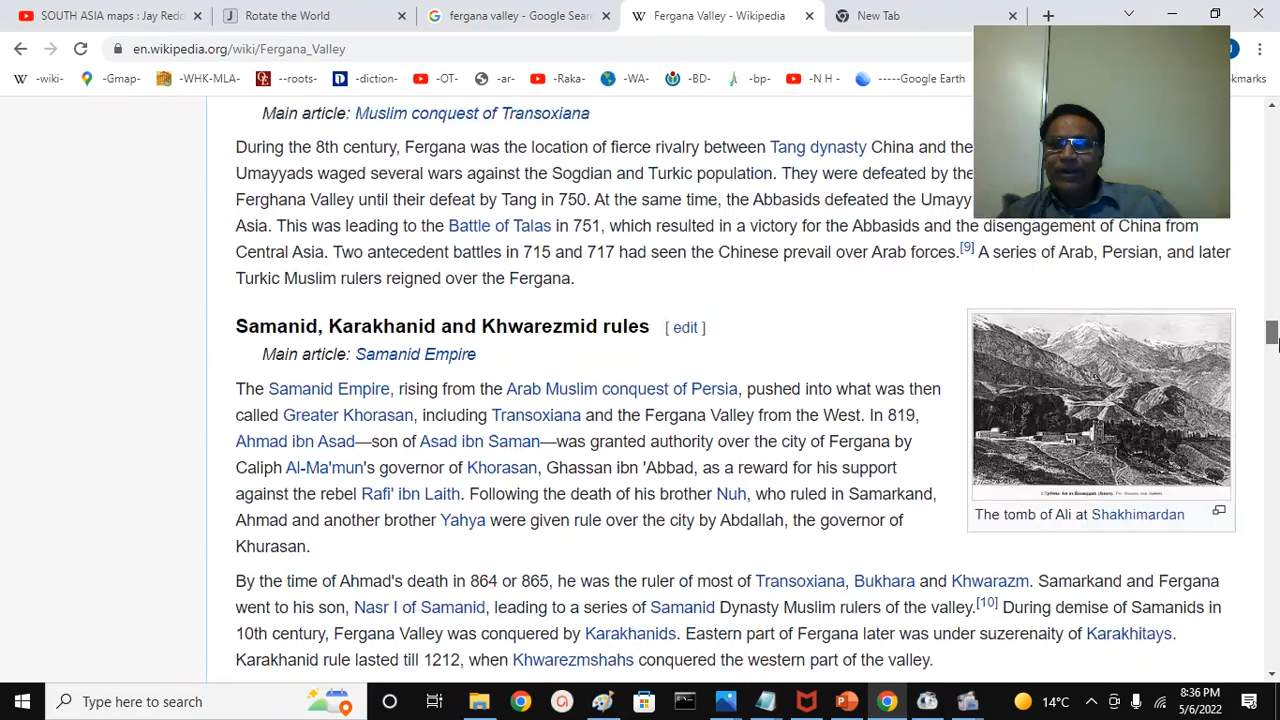 SOUTH ASIA maps : Jay Redd
Rotate the World
fergana valley - Google Sear
Fergana Valley - Wikipedia
New Tab
en.wikipedia.org/wiki/Fergana_Valley
-wiki- -Gmap- -WHK-MLA- --roots- -diction- -OT- -ar- -Raka- -WA- -BD- -bp- -N H - -----Google Earth
Main article: Muslim conquest of Transoxiana
During the 8th century, Fergana was the location of fierce rivalry between Tang dynasty China and the
Umayyads waged several wars against the Sogdian and Turkic population. They were defeated by the
Ferghana Valley until their defeat by Tang in 750. At the same time, the Abbasids defeated the Umayy
Asia. This was leading to the Battle of Talas in 751, which resulted in a victory for the Abbasids and the disengagement of China from
Central Asia. Two antecedent battles in 715 and 717 had seen the Chinese prevail over Arab forces.[9] A series of Arab, Persian, and later
Turkic Muslim rulers reigned over the Fergana.
Samanid, Karakhanid and Khwarezmid rules [ edit ]
Main article: Samanid Empire
The Samanid Empire, rising from the Arab Muslim conquest of Persia, pushed into what was then
called Greater Khorasan, including Transoxiana and the Fergana Valley from the West. In 819,
Ahmad ibn Asad—son of Asad ibn Saman—was granted authority over the city of Fergana by
Caliph Al-Ma'mun's governor of Khorasan, Ghassan ibn 'Abbad, as a reward for his support
against the rebel Rafi' ibn Laith. Following the death of his brother Nuh, who ruled in Samarkand,
Ahmad and another brother Yahya were given rule over the city by Abdallah, the governor of
Khurasan.
The tomb of Ali at Shakhimardan
By the time of Ahmad's death in 864 or 865, he was the ruler of most of Transoxiana, Bukhara and Khwarazm. Samarkand and Fergana
went to his son, Nasr I of Samanid, leading to a series of Samanid Dynasty Muslim rulers of the valley.[10] During demise of Samanids in
10th century, Fergana Valley was conquered by Karakhanids. Eastern part of Fergana later was under suzerainty of Karakhitays.
Karakhanid rule lasted till 1212, when Khwarezmshahs conquered the western part of the valley.
Type here to search
14°C
8:36 PM
5/6/2022